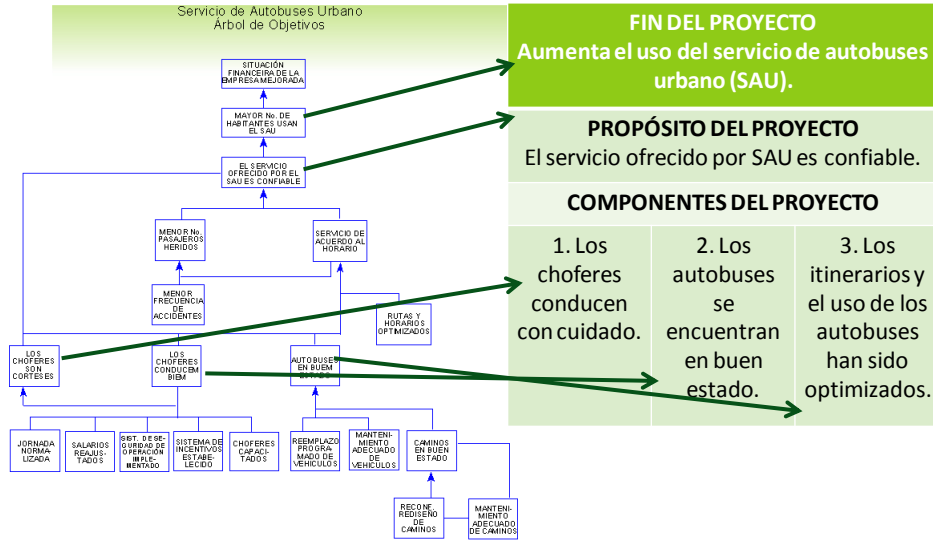 Servicio de Autobuses Urbano
Árbol de Objetivos
SITUACIÓN
FINANCEIRA DE LA
EMPRESA MEJORADA
MAYOR No. DE
HABITANTES USAN
EL SAU
EL SERVICIO
OFRECIDO POR EL
SAU ES CONFIABLE
MENOR No.
PASAJEROS
HERIDOS
SERVICIO DE
ACUERDO AL
HORARIO
MENOR
FRECUENCIA
DE
ACCIDENTES
RUTAS Y
HORARIOS
OPTIMIZADOS
LOS
CHOFERES
SON
CORTESES
LOS
CHOFERES
CONDUCEM
BIEM
AUTOBUSES
EN BUEM
ESTADO
JORNADA
NORMA-
LIZADA
SALARIOS
REAJUS-
TADOS
SIST. DE SE-
GURIDAD DE
OPERACIÓN
IMPLE-
MENTADO
SISTEMA DE
INCENTIVOS
ESTABE-
LECIDO
CHOFERES
CAPACI-
TADOS
REEMPLAZO
PROGRA-
MADO DE
VEHICULOS
MANTENI-
MIENTO
ADECUADO
DE
VEHICULOS
CAMINOS
EN BUEN
ESTADO
RECONF.
REDISEÑO
DE
CAMINOS
MANTENI-
MIENTO
ADECUADO
DE CAMINOS
FIN DEL PROYECTO
Aumenta el uso del servicio de autobuses
urbano (SAU).
PROPÓSITO DEL PROYECTO
El servicio ofrecido por SAU es confiable.
COMPONENTES DEL PROYECTO
1. Los
choferes
conducen
con cuidado.
2. Los
autobuses
se
encuentran
en buen
estado.
3. Los
itinerarios y
el uso de los
autobuses
han sido
optimizados.